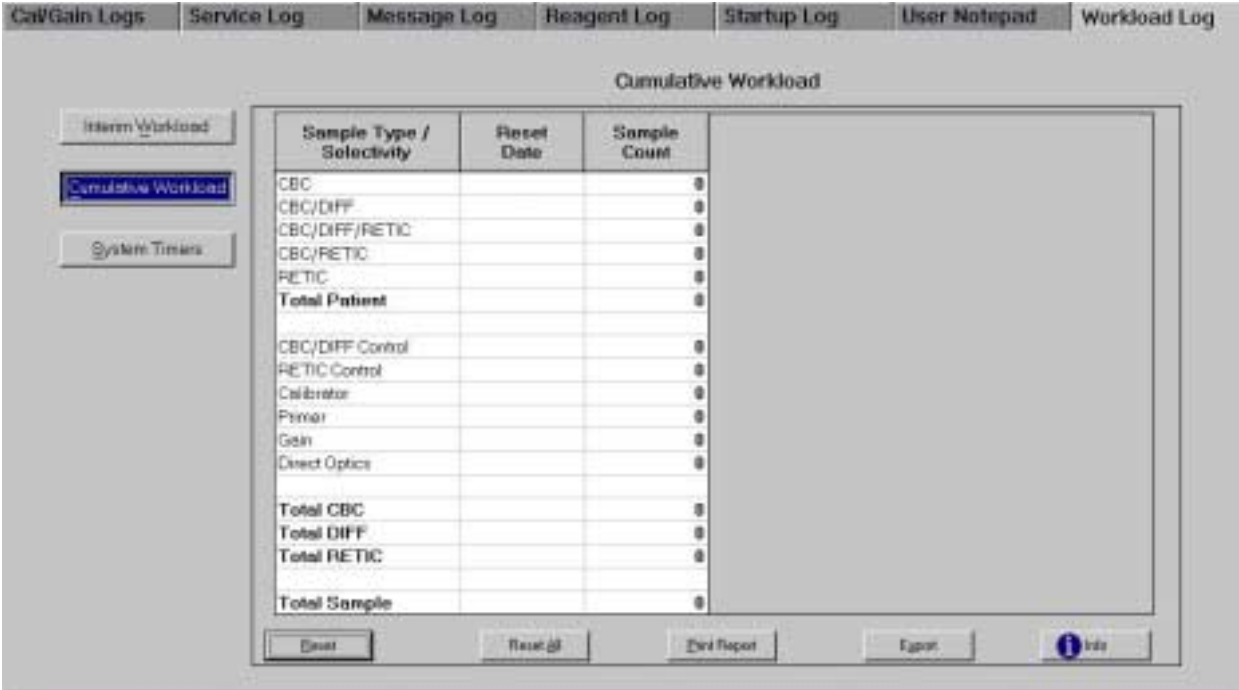 Cal/Gain Logs Service Log Message Log Reagent Log Startup Log User Notepad Workload Log
Cumulative Workload
Interim Workload
Cumulative Workload
System Timers
Sample Type / Selectivity Reset Date Sample Count
CBC 0
CBC/DIFF 0
CBC/DIFF/RETIC 0
CBC/RETIC 0
RETIC 0
Total Patient 0
CBC/DIFF Control 0
RETIC Control 0
Calibrator 0
Primer 0
Gain 0
Direct Optics 0
Total CBC 0
Total DIFF 0
Total RETIC 0
Total Sample 0
Reset Reset All Print Report Export i Info